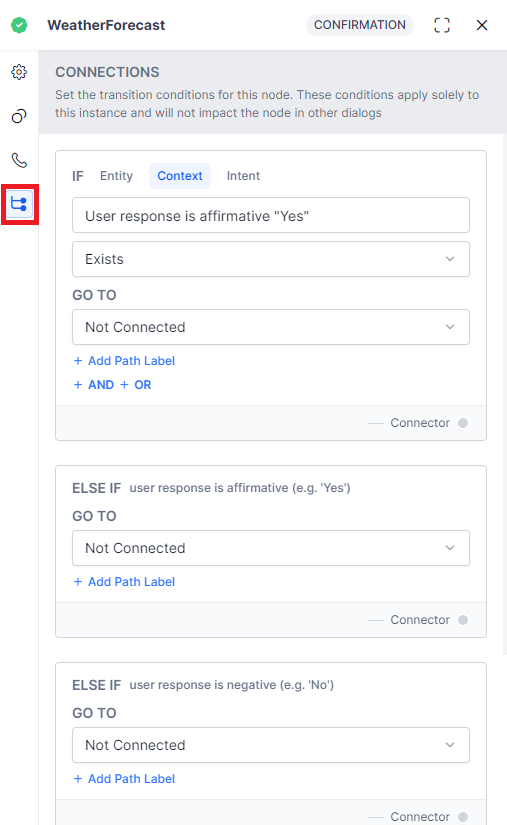 WeatherForecast
CONFIRMATION
CONNECTIONS
Set the transition conditions for this node. These conditions apply solely to
this instance and will not impact the node in other dialogs
IF Entity Context Intent
User response is affirmative "Yes"
Exists
GO TO
Not Connected
+ Add Path Label
+ AND + OR
Connector
ELSE IF user response is affirmative (e.g. 'Yes')
GO TO
Not Connected
+ Add Path Label
Connector
ELSE IF user response is negative (e.g. 'No')
GO TO
Not Connected
+ Add Path Label
Connector